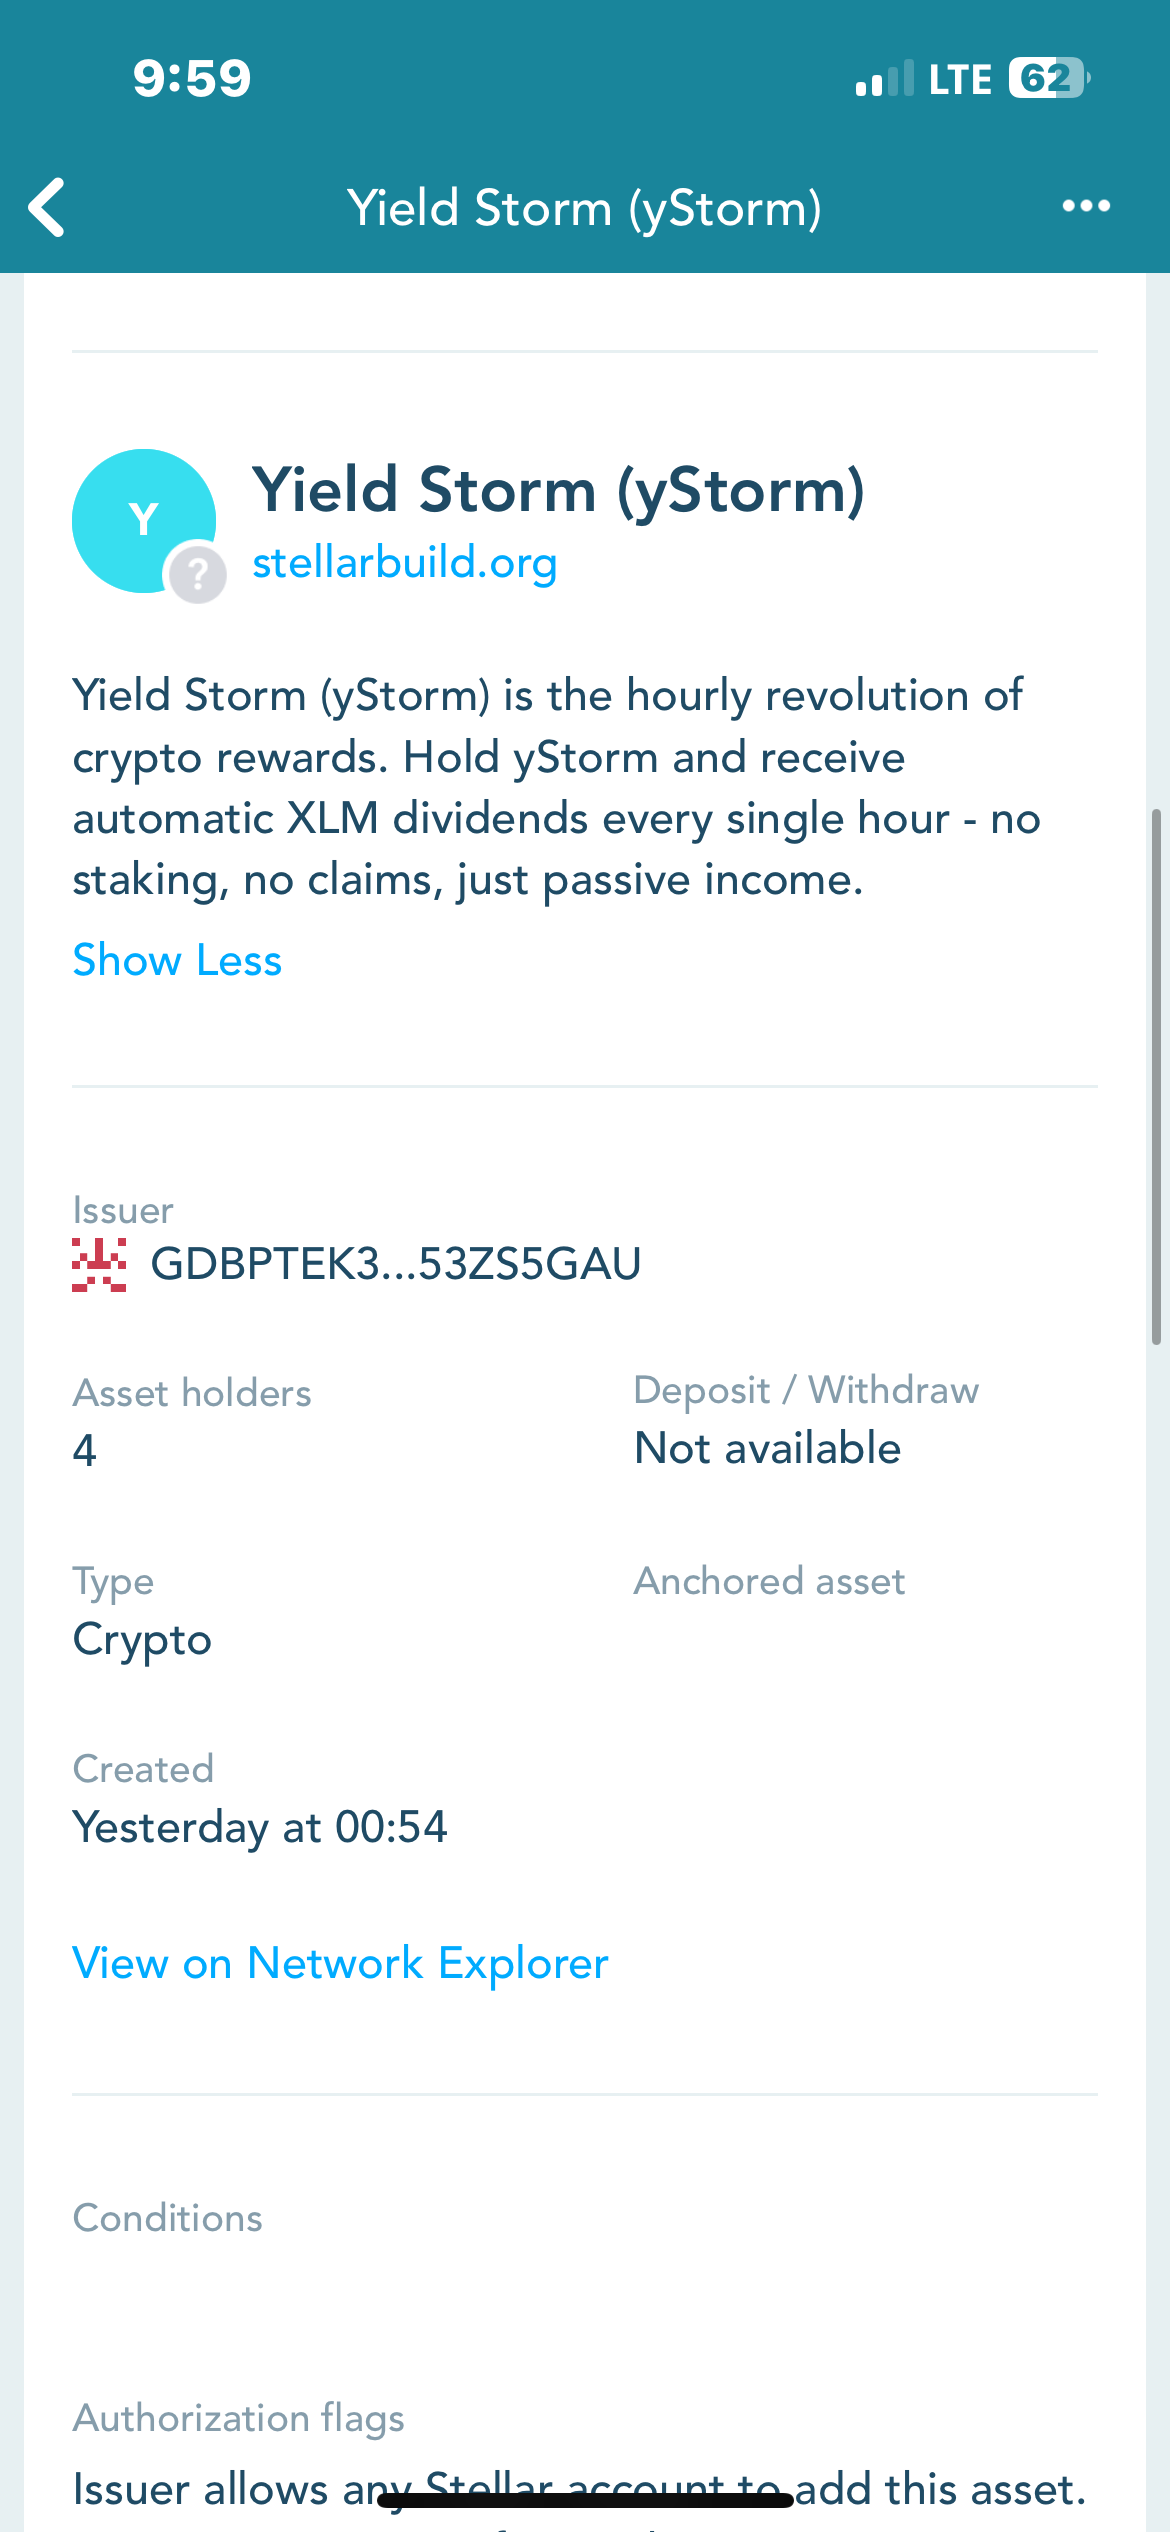 9:59
LTE 62
Yield Storm (yStorm)
Y
?
Yield Storm (yStorm)
stellarbuild.org
Yield Storm (yStorm) is the hourly revolution of
crypto rewards. Hold yStorm and receive
automatic XLM dividends every single hour - no
staking, no claims, just passive income.
Show Less
Issuer
GDBPTEK3...53ZS5GAU
Asset holders
4
Deposit / Withdraw
Not available
Type
Crypto
Anchored asset
Created
Yesterday at 00:54
View on Network Explorer
Conditions
Authorization flags
Issuer allows any Stellar account to add this asset.